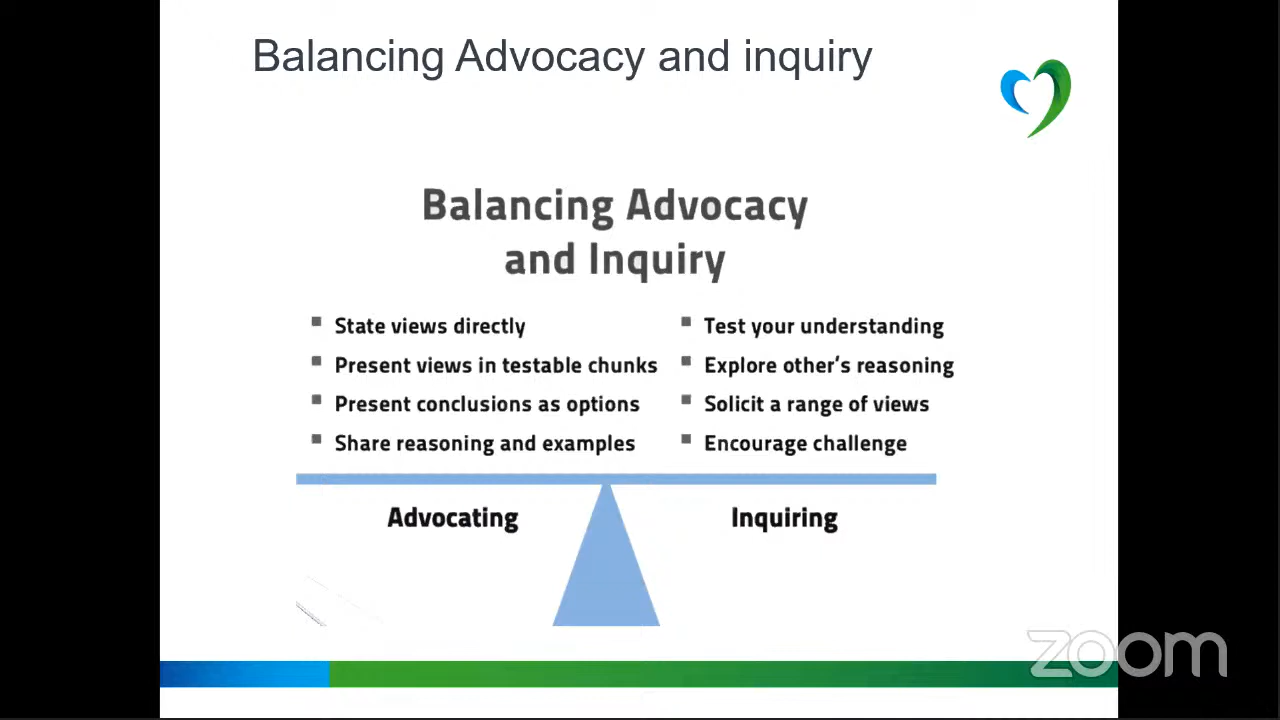 Balancing Advocacy and inquiry
Balancing Advocacy
and Inquiry
State views directly
Present views in testable chunks
Present conclusions as options
Share reasoning and examples
Test your understanding
Explore other's reasoning
Solicit a range of views
Encourage challenge
Advocating
Inquiring
zoom